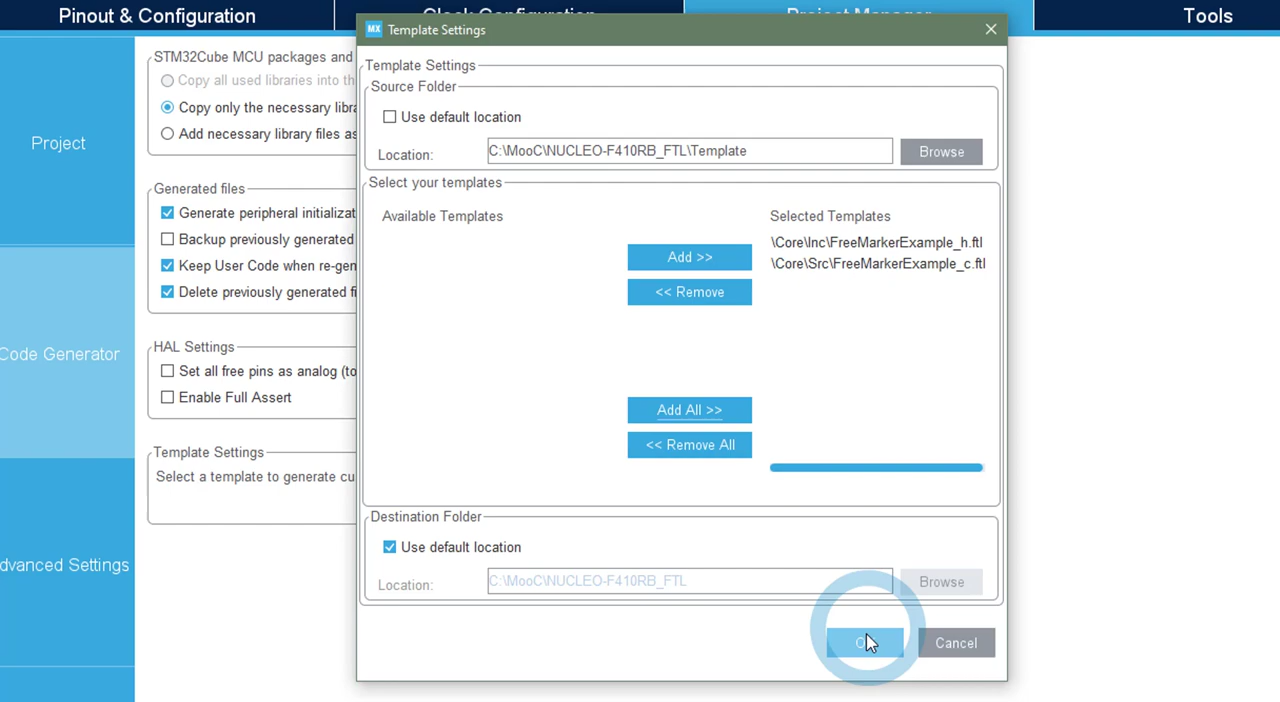 Pinout & Configuration
Clock Configuration
Project Manager
Tools
MX Template Settings
Project
Code Generator
dvanced Settings
STM32Cube MCU packages and
Copy all used libraries into th
Copy only the necessary libra
Add necessary library files as
Generated files
Generate peripheral initializat
Backup previously generated
Keep User Code when re-gen
Delete previously generated fi
HAL Settings
Set all free pins as analog (to
Enable Full Assert
Template Settings
Select a template to generate cu
Template Settings
Source Folder
Use default location
Location: C:\MooC\NUCLEO-F410RB_FTL\Template Browse
Select your templates
Available Templates
Selected Templates
Add >>
<< Remove
Add All >>
<< Remove All
\Core\Inc\FreeMarkerExample_h.ftl
\Core\Src\FreeMarkerExample_c.ftl
Destination Folder
Use default location
Location: C:\MooC\NUCLEO-F410RB_FTL Browse
Cancel